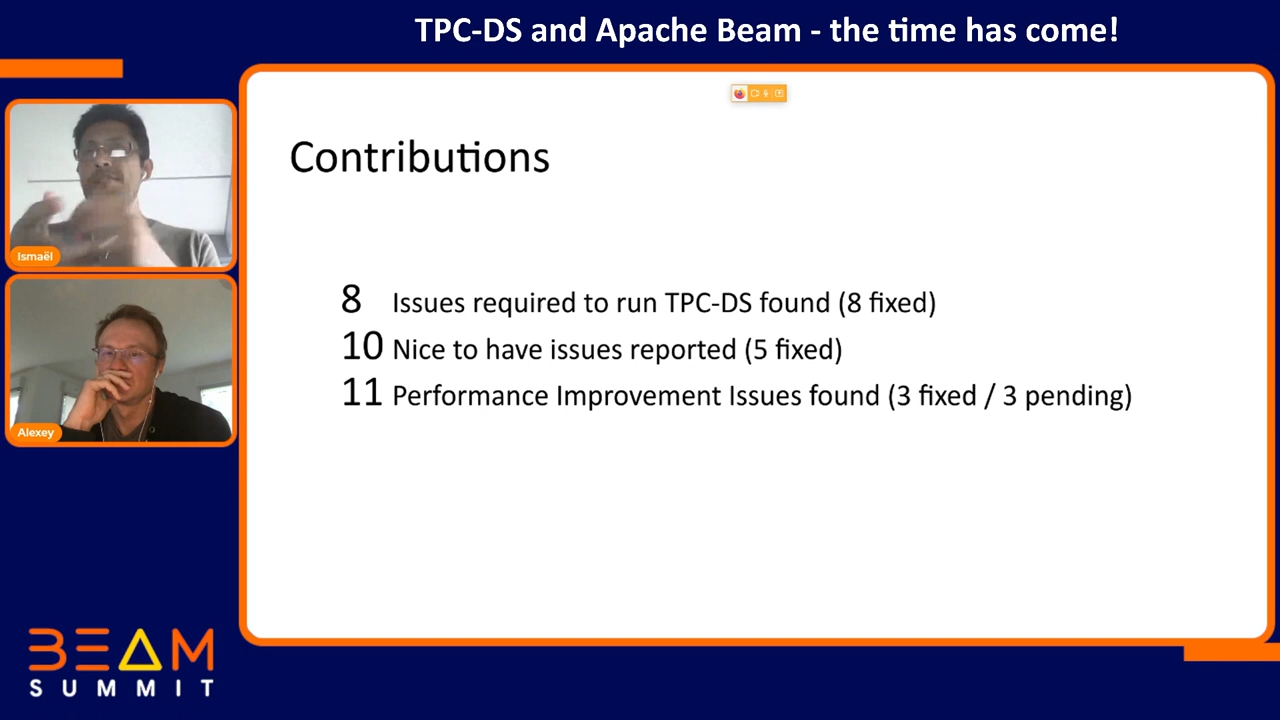 TPC-DS and Apache Beam - the time has come!
Contributions
8 Issues required to run TPC-DS found (8 fixed)
10 Nice to have issues reported (5 fixed)
11 Performance Improvement Issues found (3 fixed / 3 pending)
Ismaël
Alexey
BEAM
SUMMIT